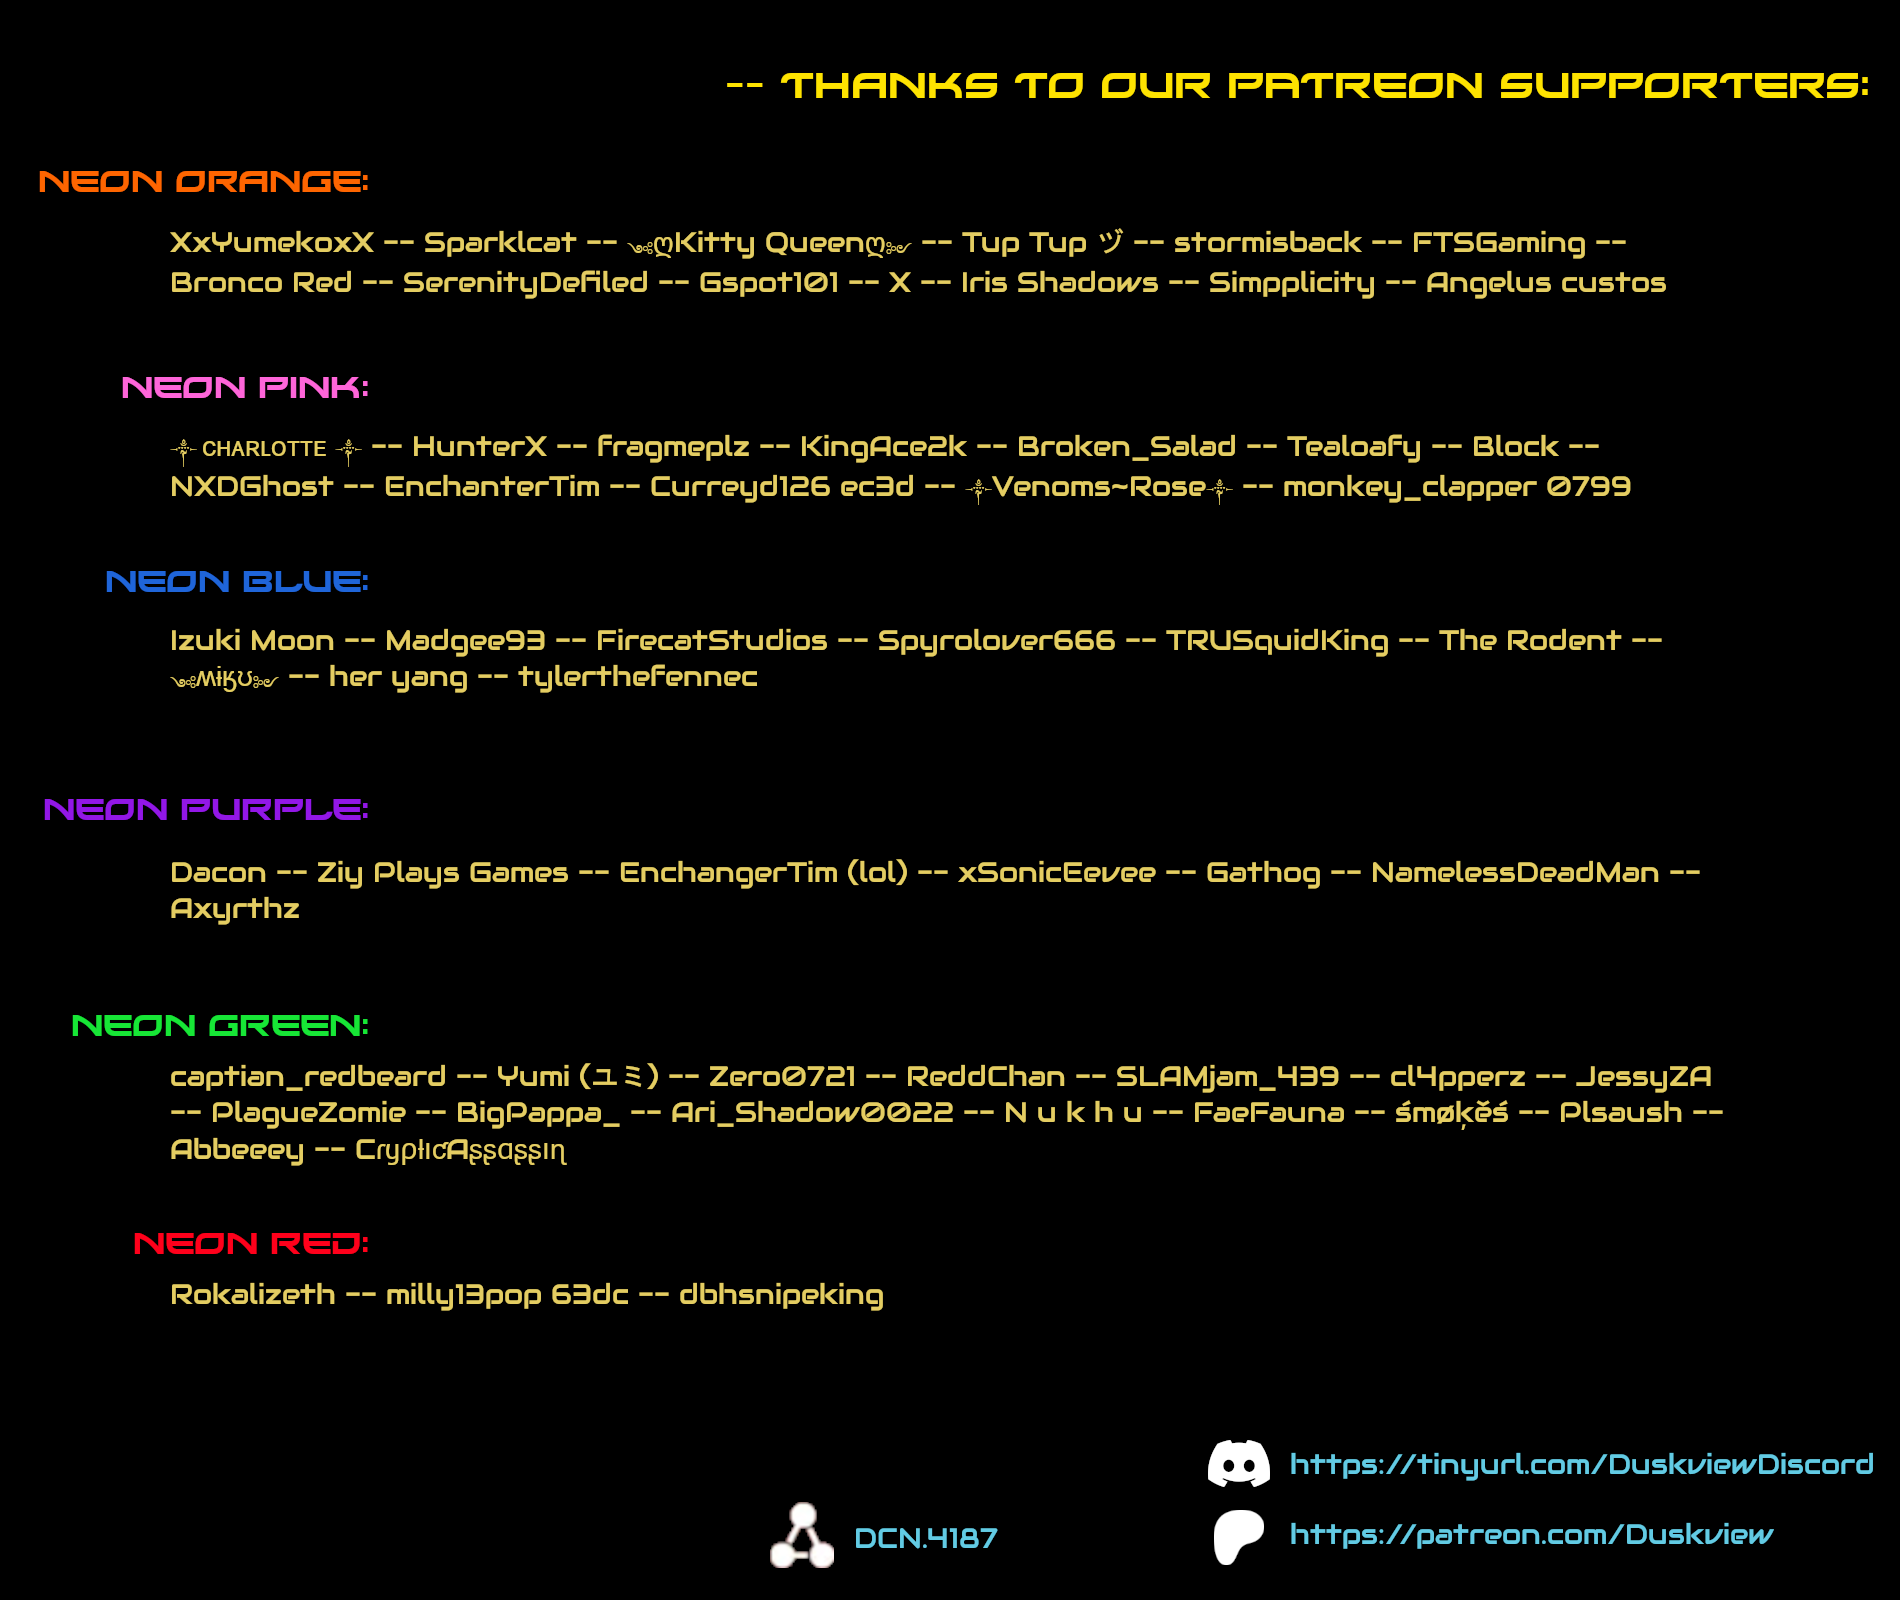 -- THANKS TO OUR PATREON SUPPORTERS:
NEON ORANGE:
XxYumekoxX -- Sparklcat -- ༺ღKitty Queenღ༻ -- Tup Tup ヅ -- stormisback -- FTSGaming --
Bronco Red -- SerenityDefiled -- Gspot101 -- X -- Iris Shadows -- Simpplicity -- Angelus custos
NEON PINK:
⸸ ᴄʜᴀʀʟᴏᴛᴛᴇ ⸸ -- HunterX -- fragmeplz -- KingAce2k -- Broken_Salad -- Tealoafy -- Block --
NXDGhost -- EnchanterTim -- Curreyd126 ec3d -- ⸸Venoms~Rose⸸ -- monkey_clapper 0799
NEON BLUE:
Izuki Moon -- Madgee93 -- FirecatStudios -- Spyrolover666 -- TRUSquidKing -- The Rodent --
༺ʍɨӄʊ༻ -- her yang -- tylerthefennec
NEON PURPLE:
Dacon -- Ziy Plays Games -- EnchangerTim (lol) -- xSonicEevee -- Gathog -- NamelessDeadMan --
Axyrthz
NEON GREEN:
captian_redbeard -- Yumi (ユミ) -- Zero0721 -- ReddChan -- SLAMjam_439 -- cl4pperz -- JessyZA
-- PlagueZomie -- BigPappa_ -- Ari_Shadow0022 -- N u k h u -- FaeFauna -- śmøķěś -- Plsaush --
Abbeeey -- CɾყρƚιƈAʂʂαʂʂιɳ
NEON RED:
Rokalizeth -- milly13pop 63dc -- dbhsnipeking
https://tinyurl.com/DuskviewDiscord
DCN.4187
https://patreon.com/Duskview